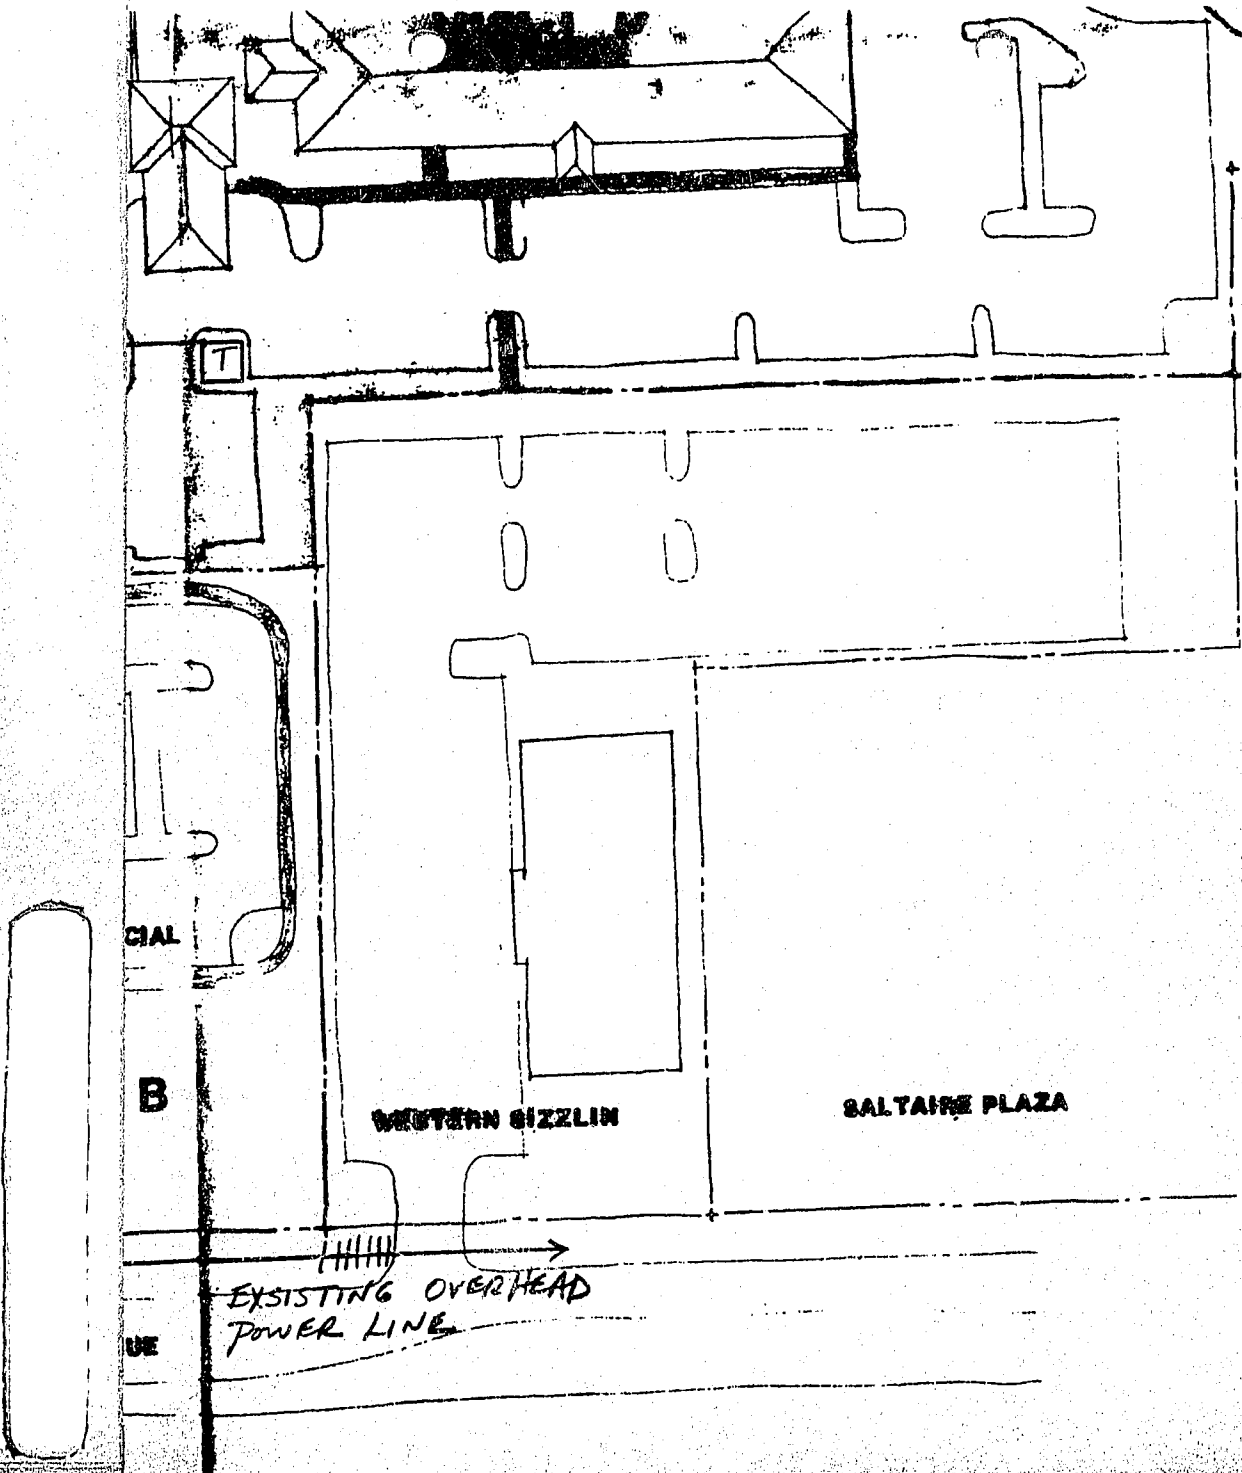 T
CIAL
B
WESTERN SIZZLIN
SALTAIRE PLAZA
EXSISTING OVERHEAD
POWER LINE
UE